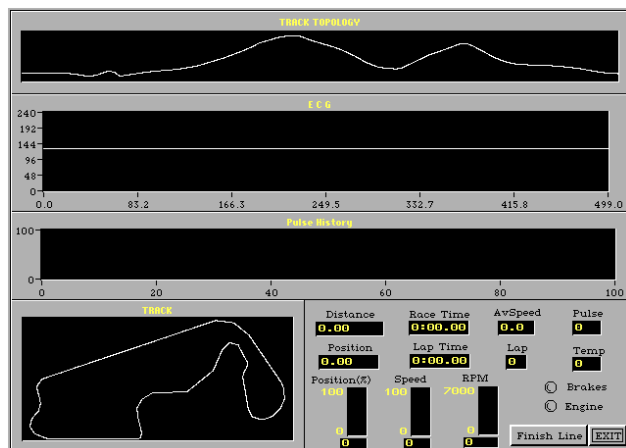 TRACK TOPOLOGY
E C G
240
192
144
96
48
0
0.0 83.2 166.3 249.5 332.7 415.8 499.0
Pulse History
100
0
0 20 40 60 80 100
TRACK
Distance Race Time AvSpeed Pulse
0.00 0:00.00 0.0 0
Position Lap Time Lap Temp
0.00 0:00.00 0 0
Position(%) Speed RPM
100 100 7000
Brakes
Engine
0 0 0
0 0 0
Finish Line EXIT